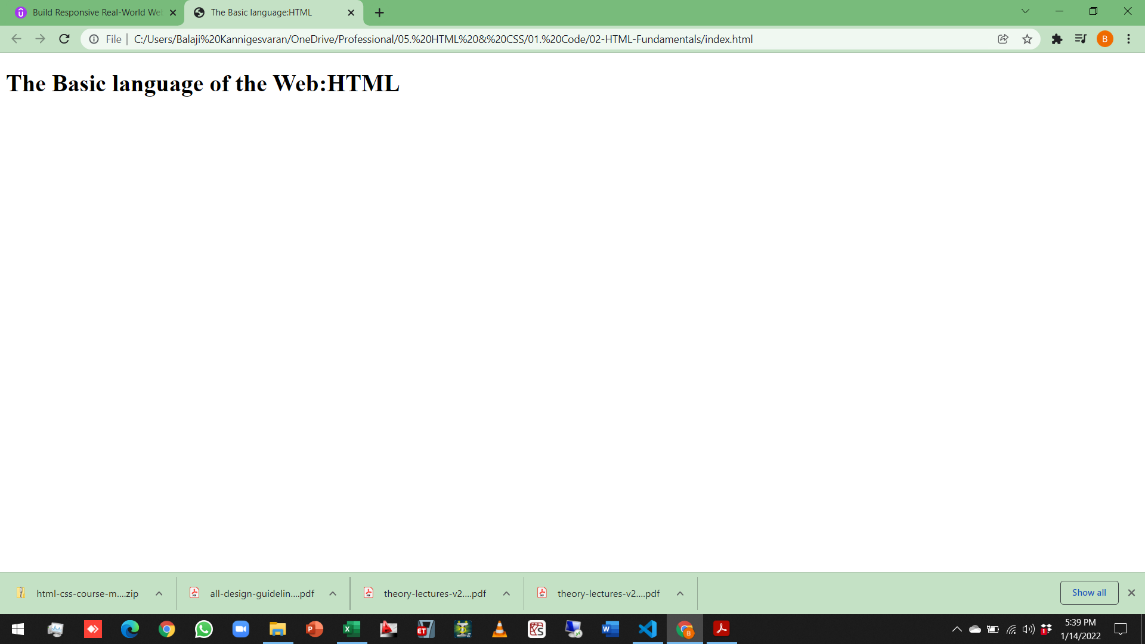 Build Responsive Real-World We
The Basic language:HTML
File
C:/Users/Balaji%20Kannigesvaran/OneDrive/Professional/05.%20HTML%20&%20CSS/01.%20Code/02-HTML-Fundamentals/index.html
B
The Basic language of the Web:HTML
html-css-course-m....zip
all-design-guidelin....pdf
theory-lectures-v2....pdf
theory-lectures-v2....pdf
Show all
5:39 PM
1/14/2022